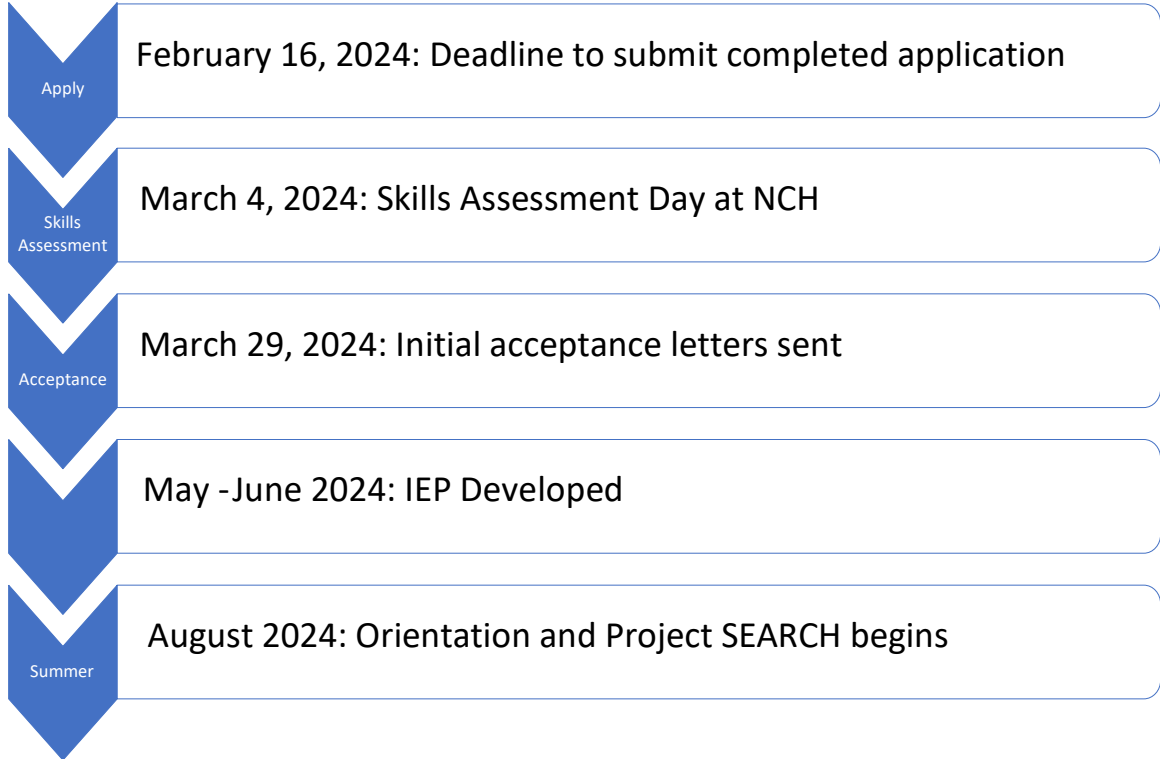 Apply
February 16, 2024: Deadline to submit completed application
Skills
Assessment
March 4, 2024: Skills Assessment Day at NCH
Acceptance
March 29, 2024: Initial acceptance letters sent
May -June 2024: IEP Developed
Summer
August 2024: Orientation and Project SEARCH begins